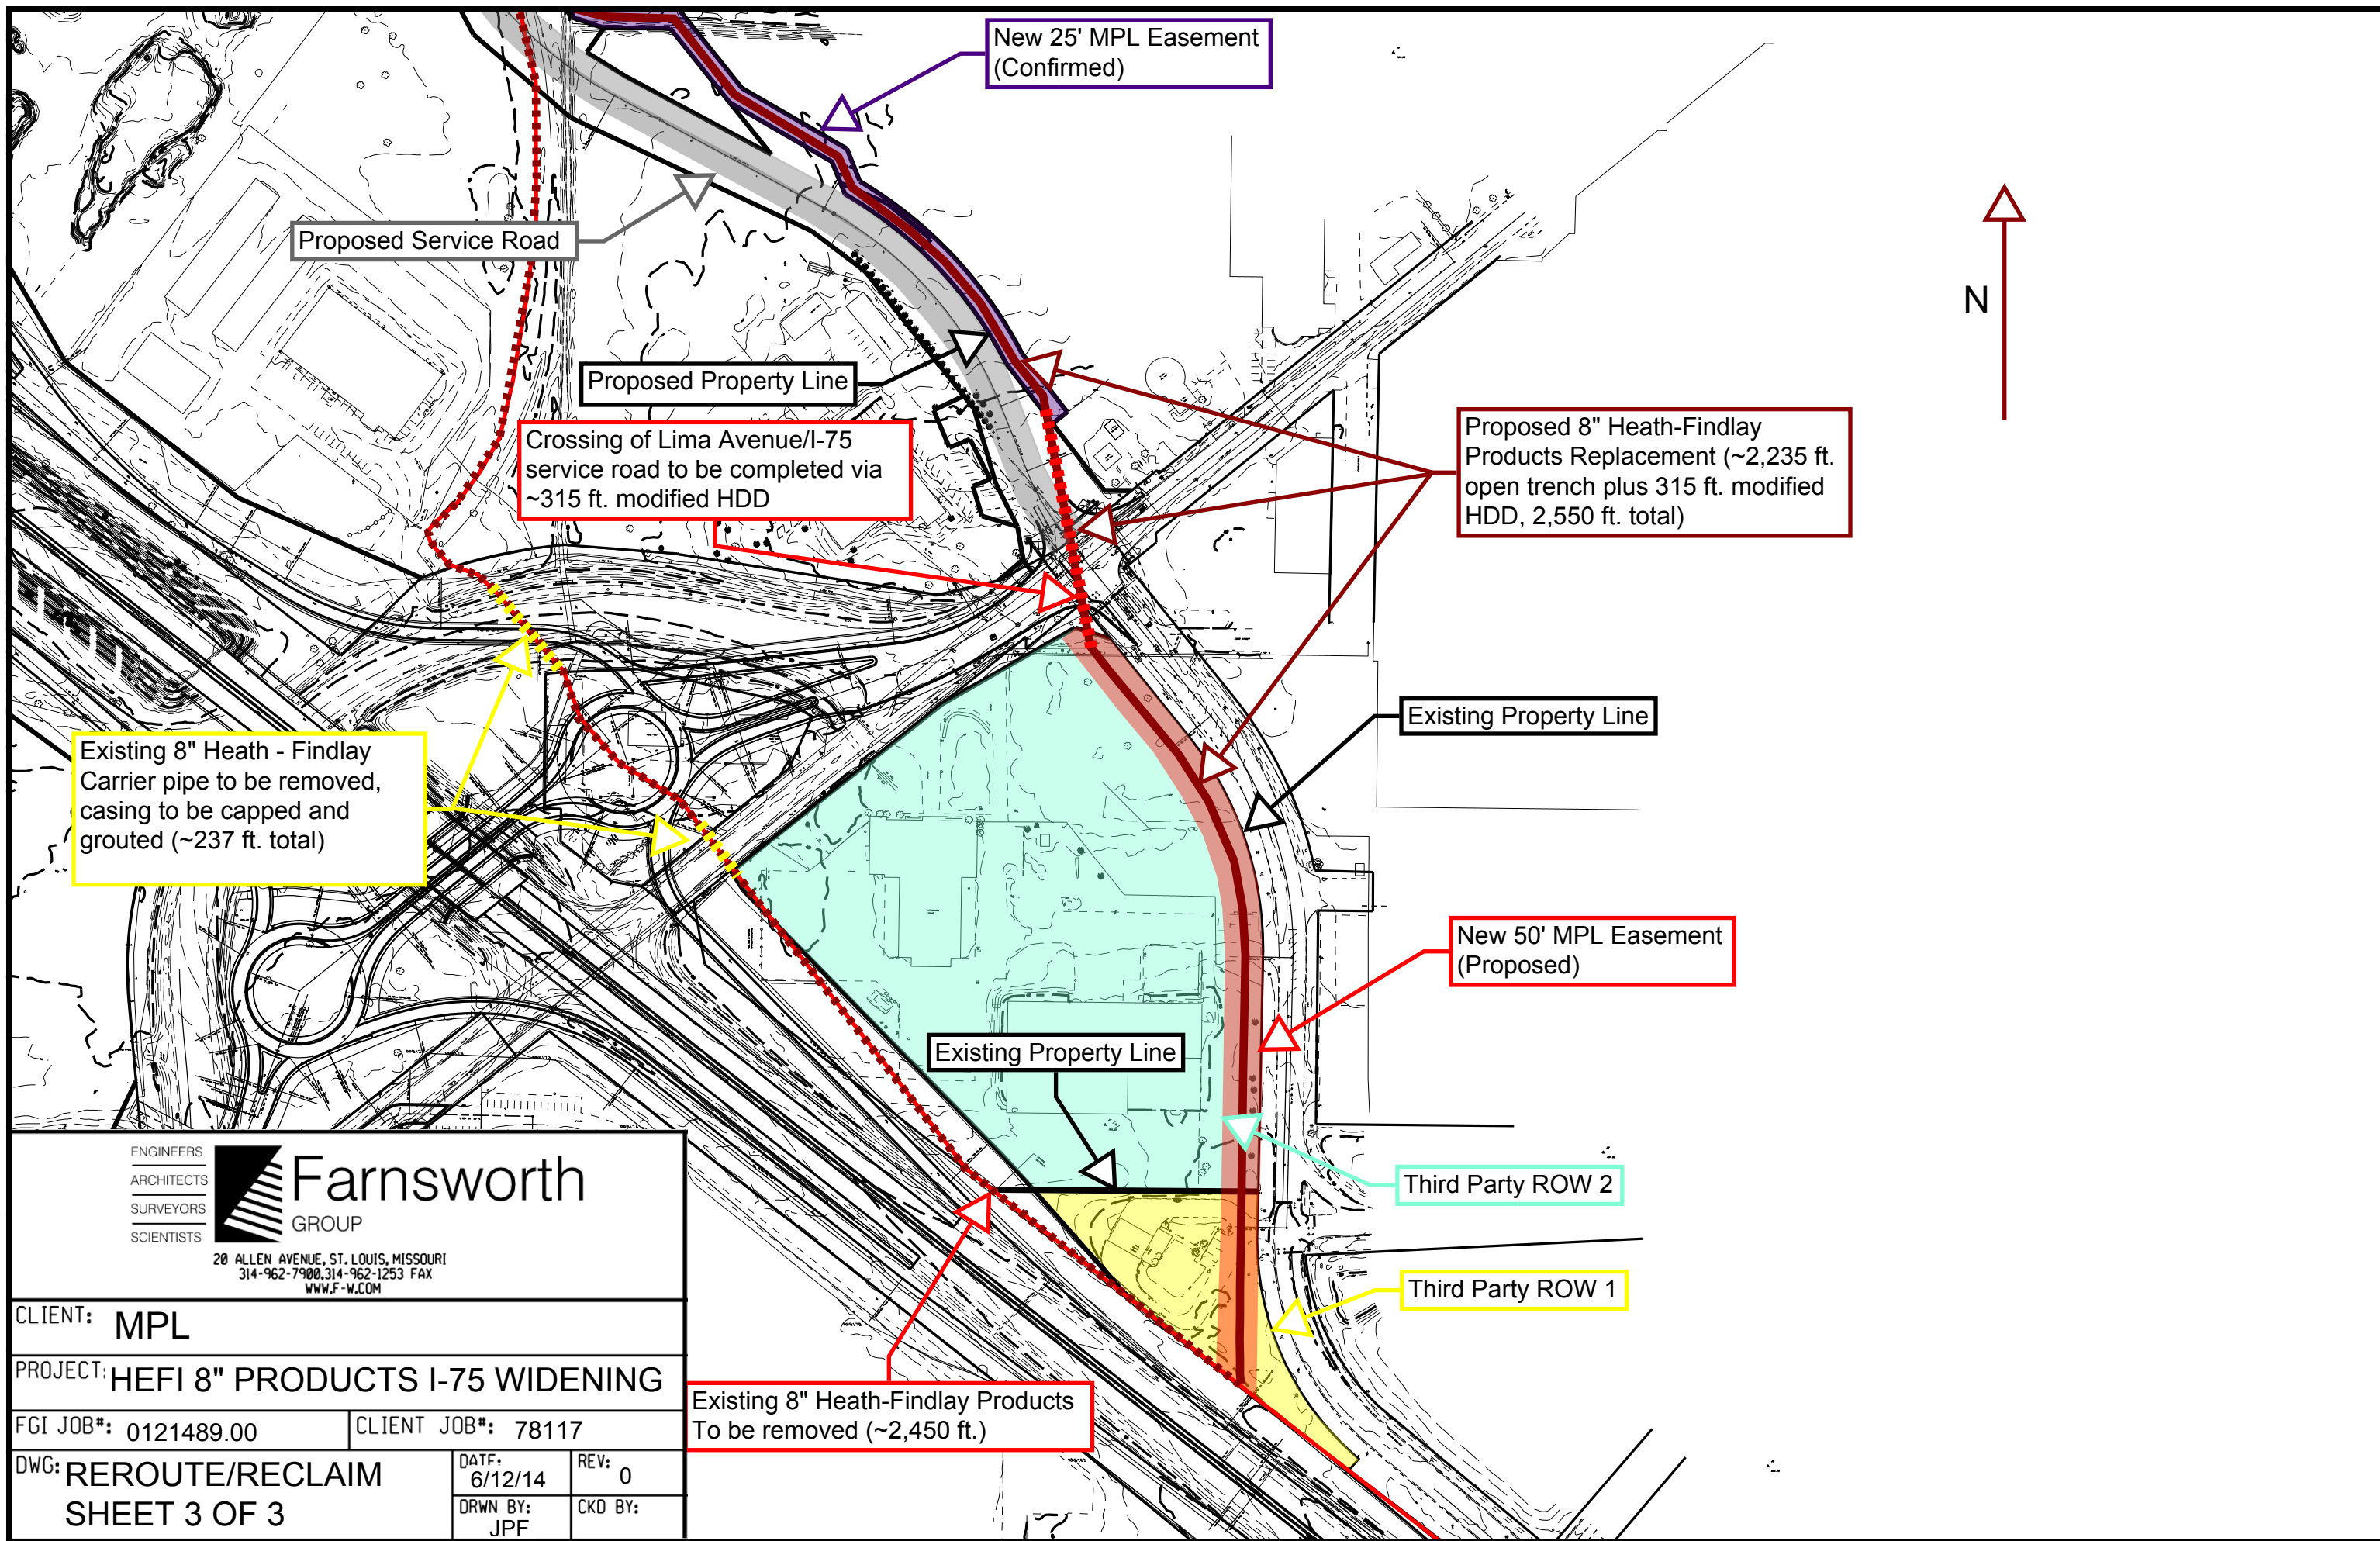 New 25' MPL Easement
(Confirmed)
Proposed Service Road
N
Proposed Property Line
Crossing of Lima Avenue/I-75
service road to be completed via
~315 ft. modified HDD
Proposed 8" Heath-Findlay
Products Replacement (~2,235 ft.
open trench plus 315 ft. modified
HDD, 2,550 ft. total)
Existing Property Line
Existing 8" Heath - Findlay
Carrier pipe to be removed,
casing to be capped and
grouted (~237 ft. total)
New 50' MPL Easement
(Proposed)
Existing Property Line
Third Party ROW 2
Third Party ROW 1
Existing 8" Heath-Findlay Products
To be removed (~2,450 ft.)
ENGINEERS
ARCHITECTS
SURVEYORS
SCIENTISTS
Farnsworth
GROUP
20 ALLEN AVENUE, ST. LOUIS, MISSOURI
314-962-7900,314-962-1253 FAX
WWW.F-W.COM
CLIENT: MPL
PROJECT: HEFI 8" PRODUCTS I-75 WIDENING
FGI JOB#: 0121489.00
CLIENT JOB#: 78117
DWG: REROUTE/RECLAIM
SHEET 3 OF 3
DATE: 6/12/14
REV: 0
DRWN BY: JPF
CKD BY: